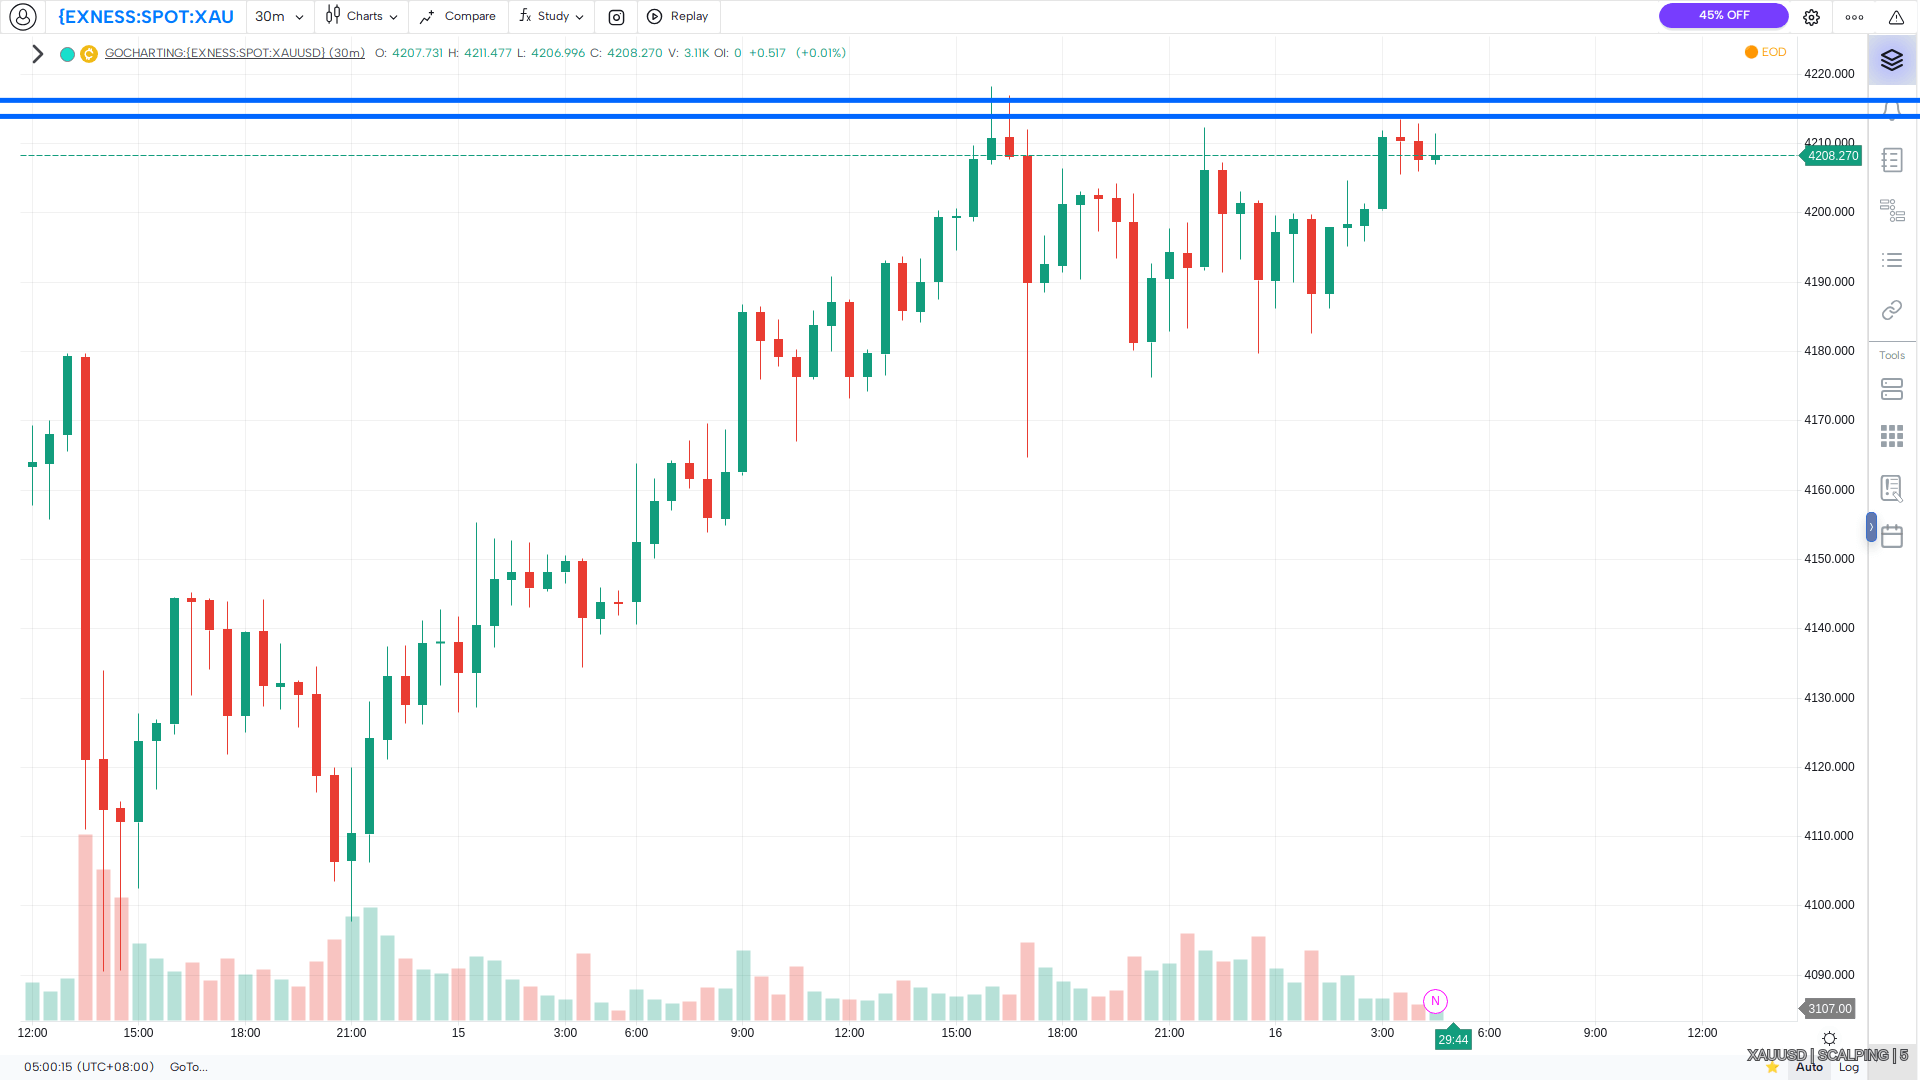 {EXNESS:SPOT:XAU 30m Charts Compare Study Replay 45% OFF
GOCHARTING:{EXNESS:SPOT:XAUUSD} (30m) O: 4207.731 H: 4211.477 L: 4206.996 C: 4208.270 V: 3.11K OI: 0 +0.517 (+0.01%) EOD
4220.000
4210.000
4208.270
4200.000
4190.000
4180.000
Tools
4170.000
4160.000
4150.000
4140.000
4130.000
4120.000
4110.000
4100.000
4090.000
N
3107.00
12:00 15:00 18:00 21:00 15 3:00 6:00 9:00 12:00 15:00 18:00 21:00 16 3:00 6:00 9:00 12:00
29:44
XAUUSD | SCALPING | 5
05:00:15 (UTC+08:00) GoTo... Auto Log